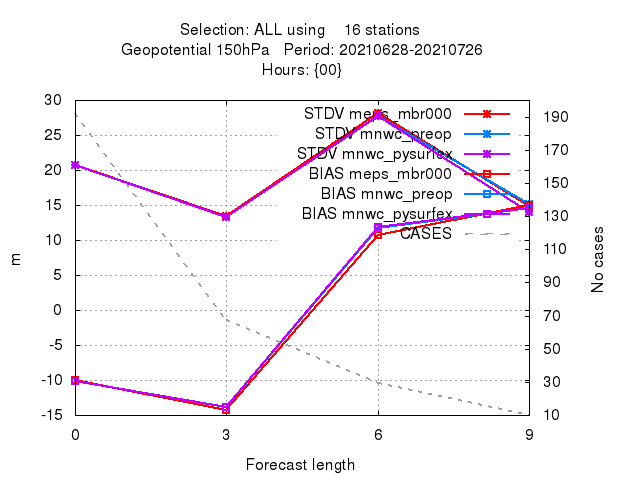 Selection: ALL using    16 stations
Geopotential 150hPa   Period: 20210628-20210726
Hours: {00}
STDV meps_mbr000
STDV mnwc_preop
STDV mnwc_pysurfex
BIAS meps_mbr000
BIAS mnwc_preop
BIAS mnwc_pysurfex
CASES
30
25
20
15
10
5
0
-5
-10
-15
m
190
170
150
130
110
90
70
50
30
10
No cases
0 3 6 9
Forecast length